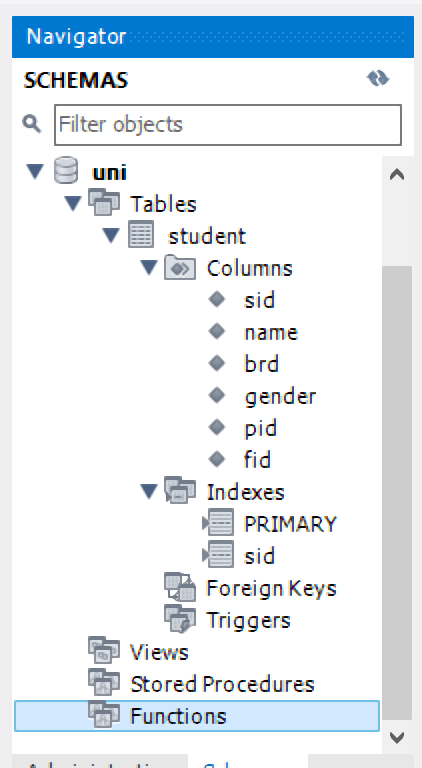 Navigator
SCHEMAS
Filter objects
uni
Tables
student
Columns
sid
name
brd
gender
pid
fid
Indexes
PRIMARY
sid
Foreign Keys
Triggers
Views
Stored Procedures
Functions